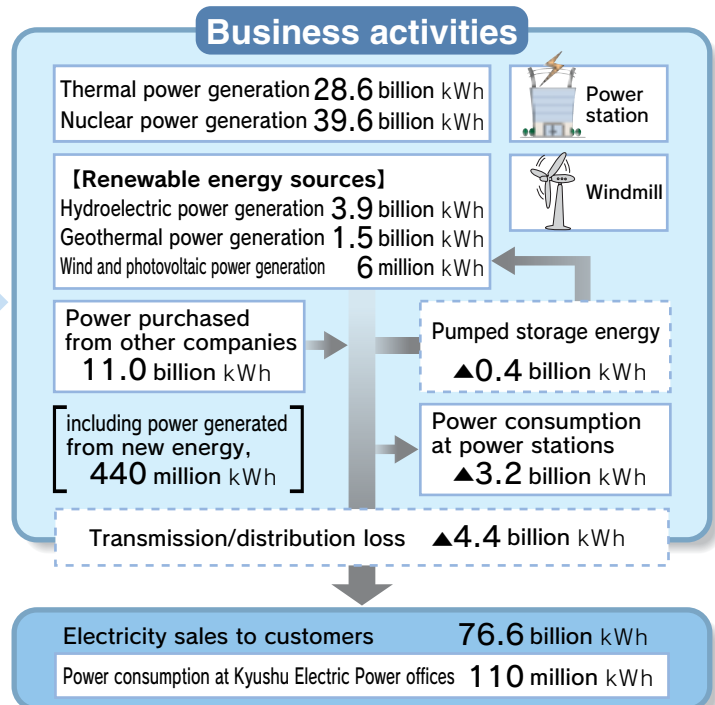 Business activities
Thermal power generation 28.6 billion kWh
Nuclear power generation 39.6 billion kWh
Power
station
【Renewable energy sources】
Hydroelectric power generation 3.9 billion kWh
Geothermal power generation 1.5 billion kWh
Wind and photovoltaic power generation 6 million kWh
Windmill
Power purchased
from other companies
11.0 billion kWh
Pumped storage energy
▲0.4 billion kWh
[including power generated
from new energy,
440 million kWh]
Power consumption
at power stations
▲3.2 billion kWh
Transmission/distribution loss ▲4.4 billion kWh
Electricity sales to customers 76.6 billion kWh
Power consumption at Kyushu Electric Power offices 110 million kWh